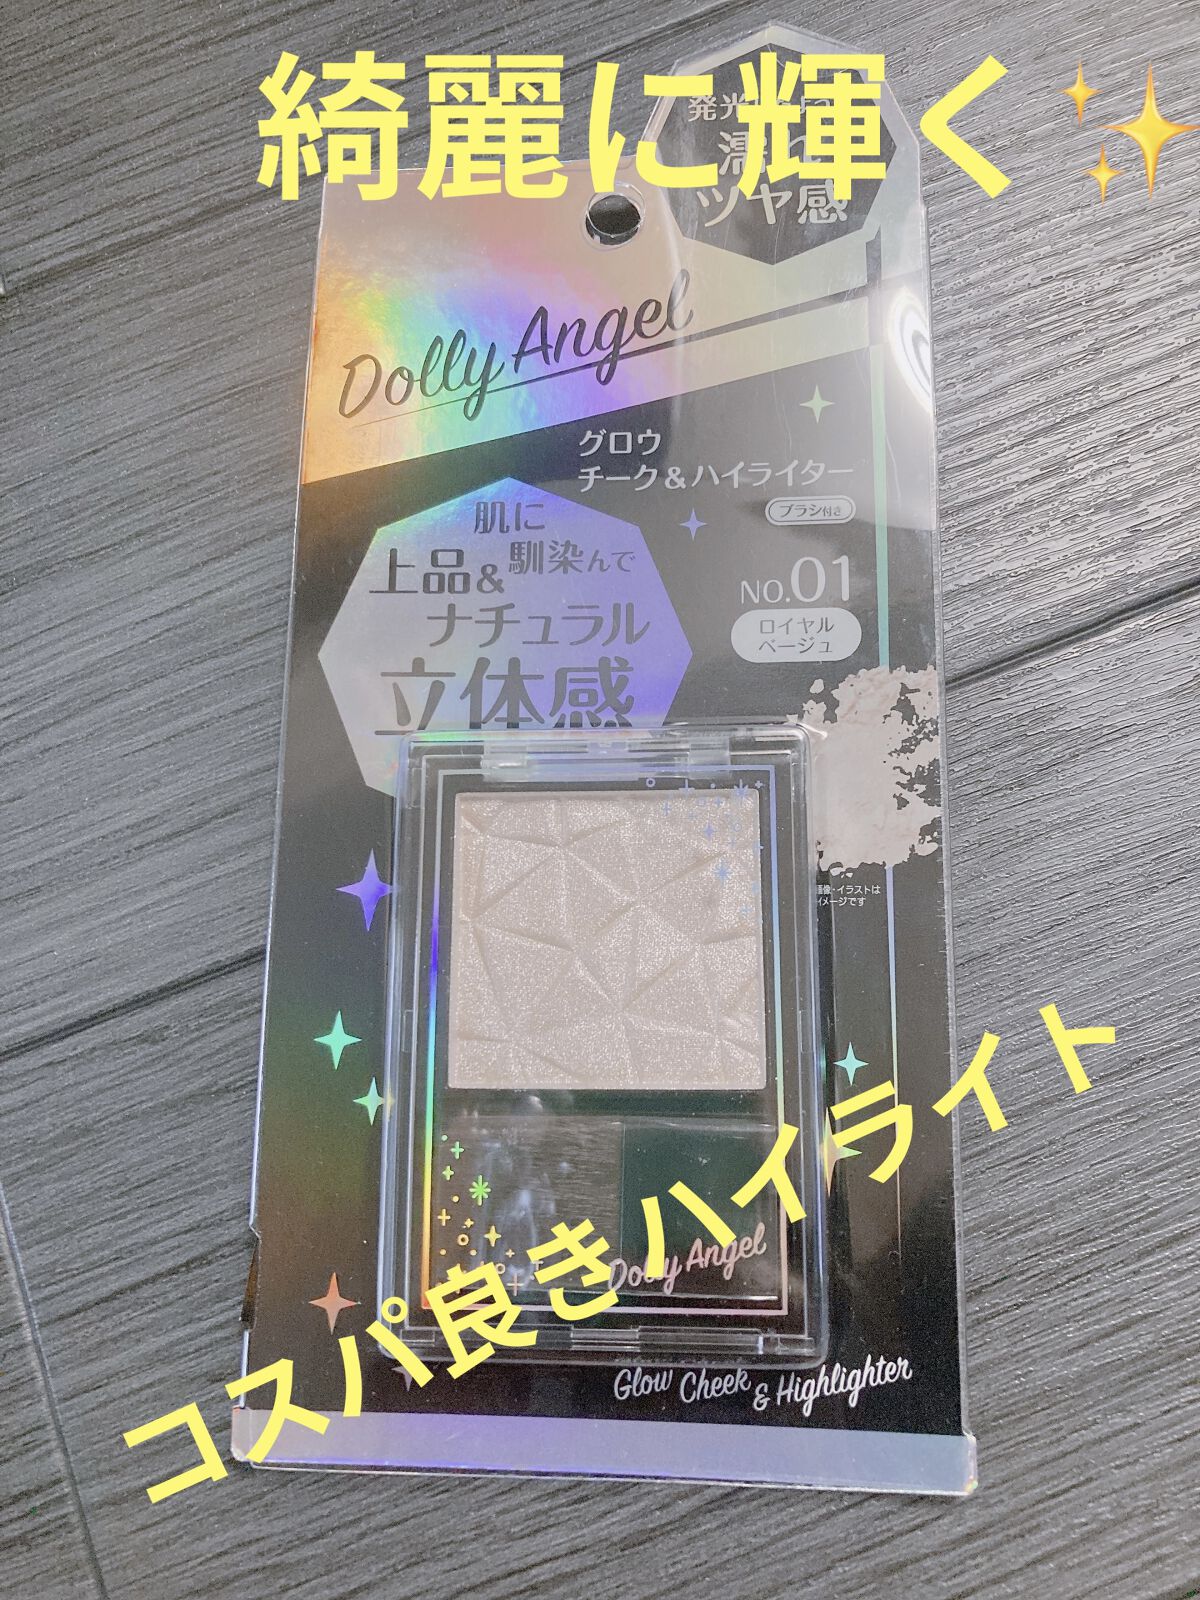 綺麗に輝く✨
ツヤ感
Dolly Angel
グロウ
チーク&ハイライター
ブラシ付き
肌に
馴染んで
上品&
ナチュラル
立体感
NO.01
ロイヤル
ベージュ
画像・イラストは
イメージです
コスパ良きハイライト
Dolly Angel
Glow Cheek & Highlighter